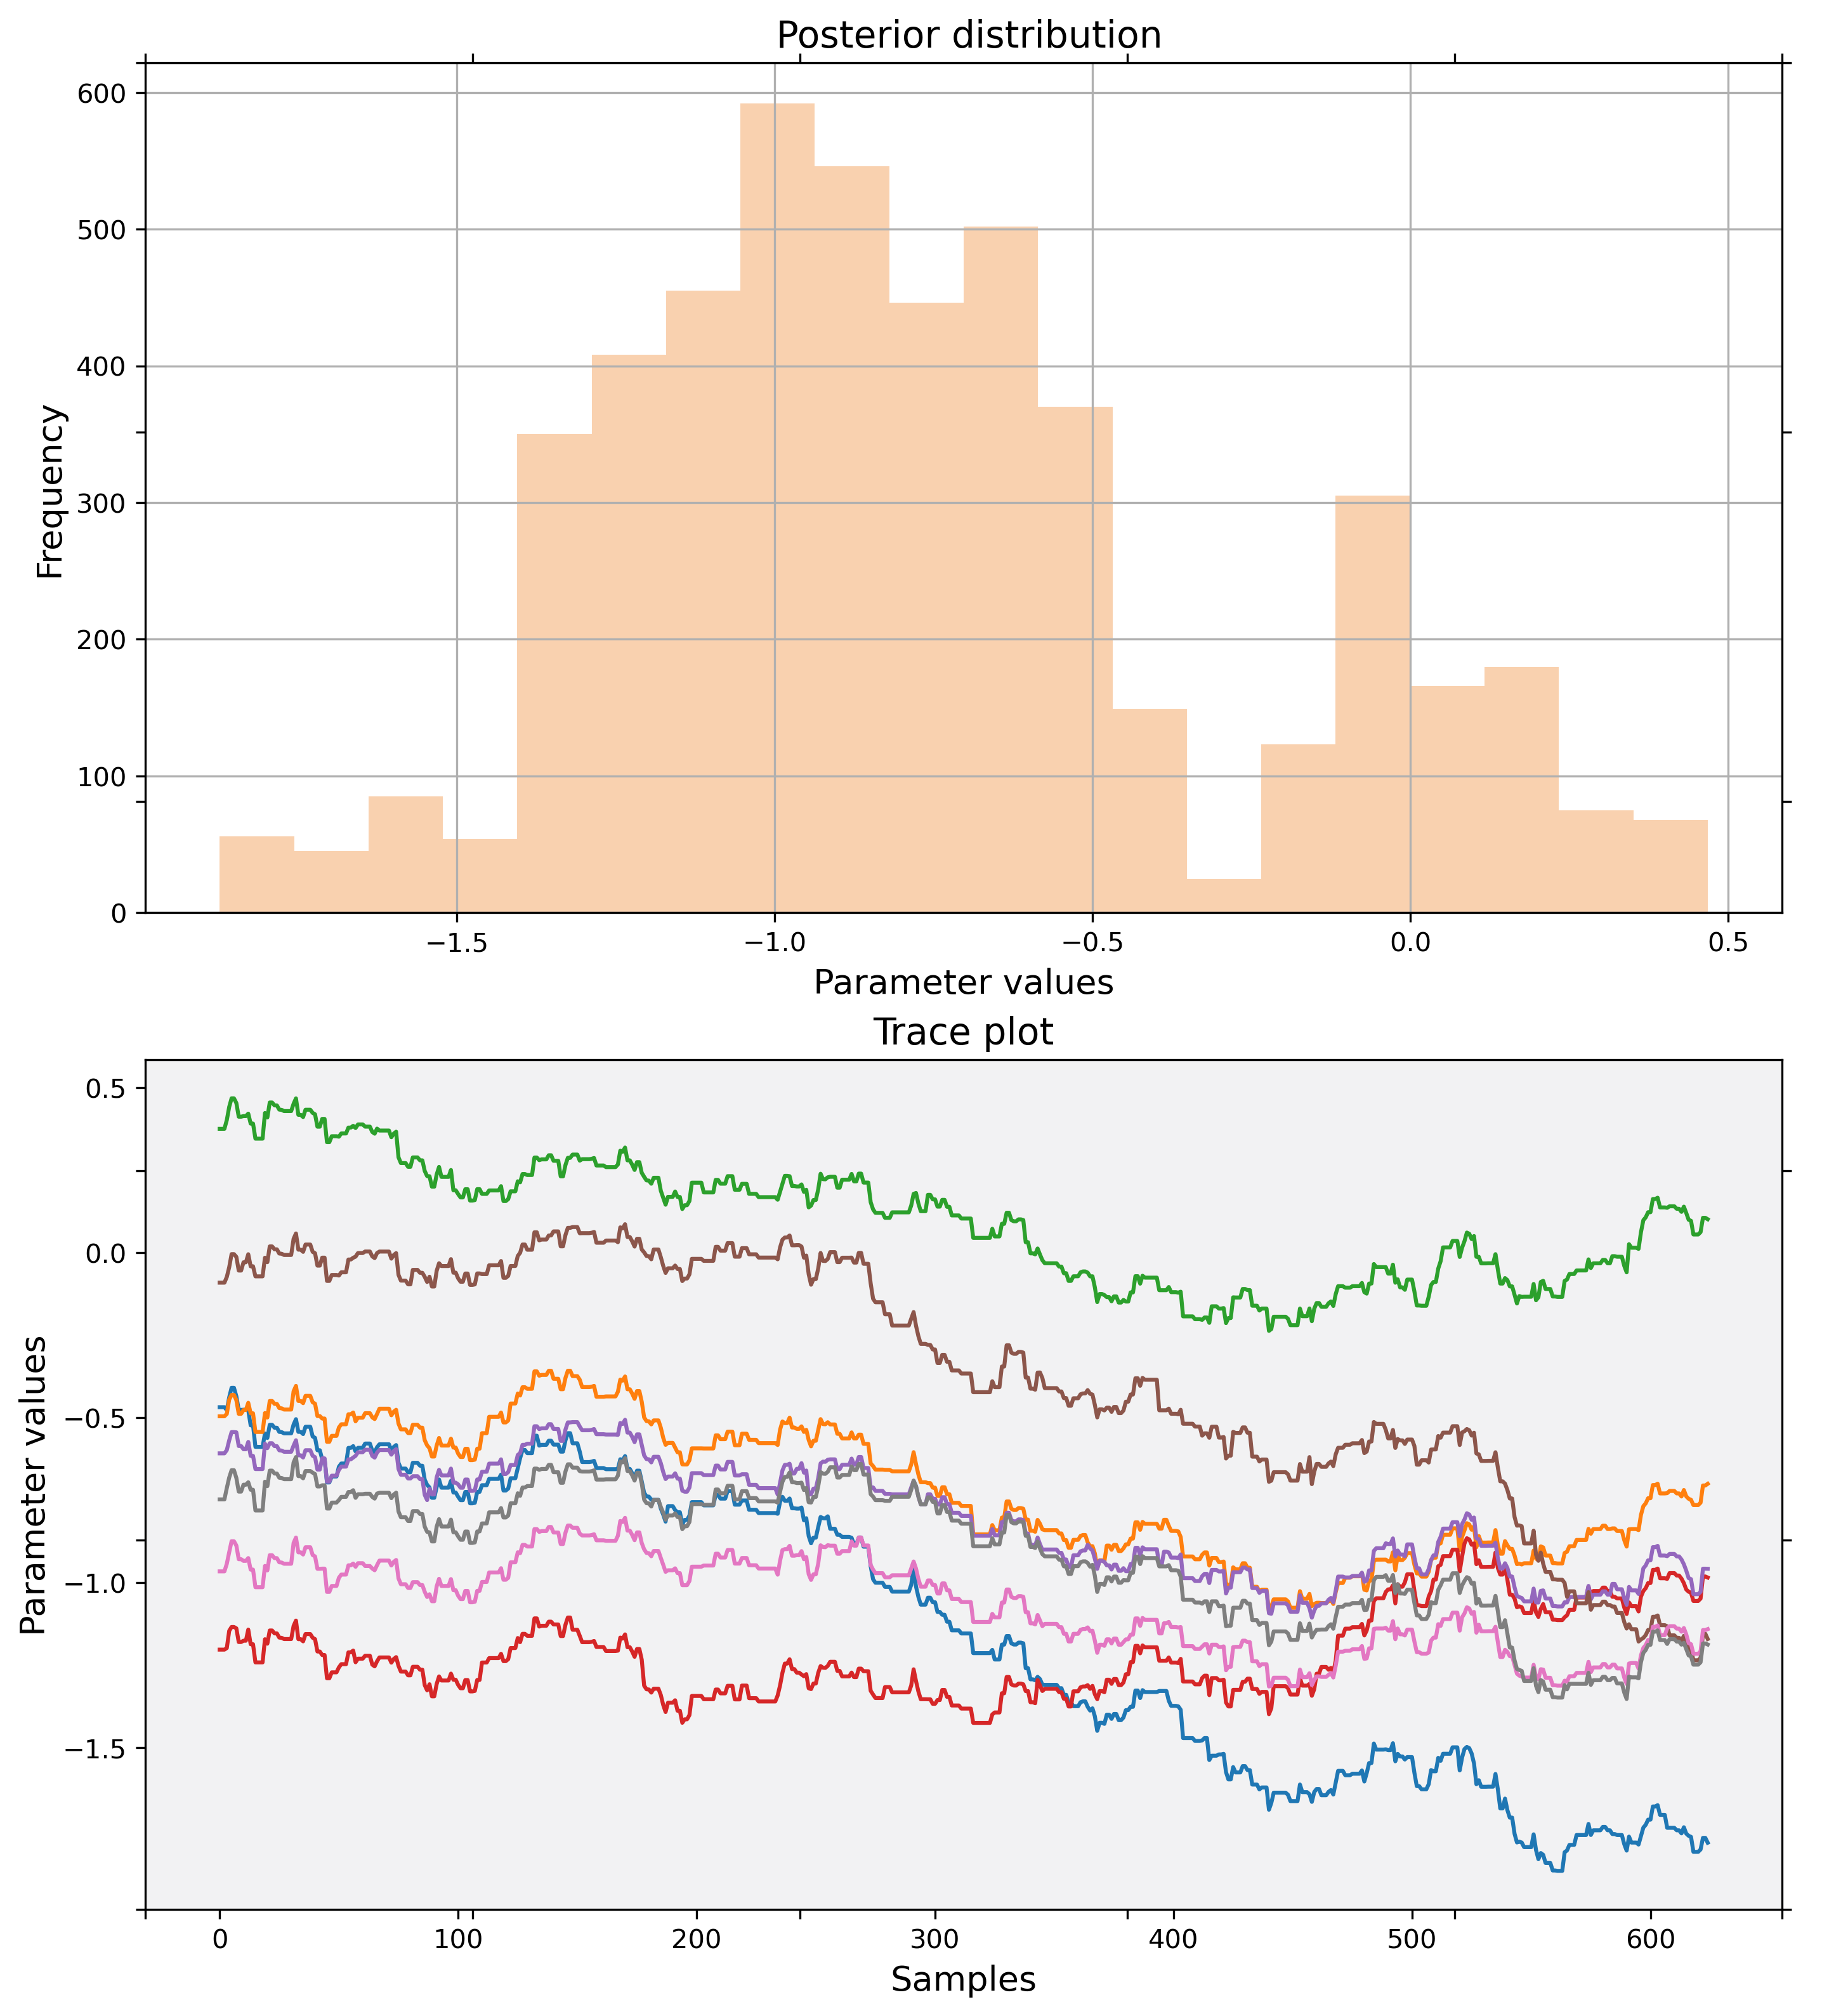 Posterior distribution
600
500
400
300
200
100
0
Frequency
−1.5 −1.0 −0.5 0.0 0.5
Parameter values
Trace plot
0.5
0.0
−0.5
−1.0
−1.5
Parameter values
0 100 200 300 400 500 600
Samples